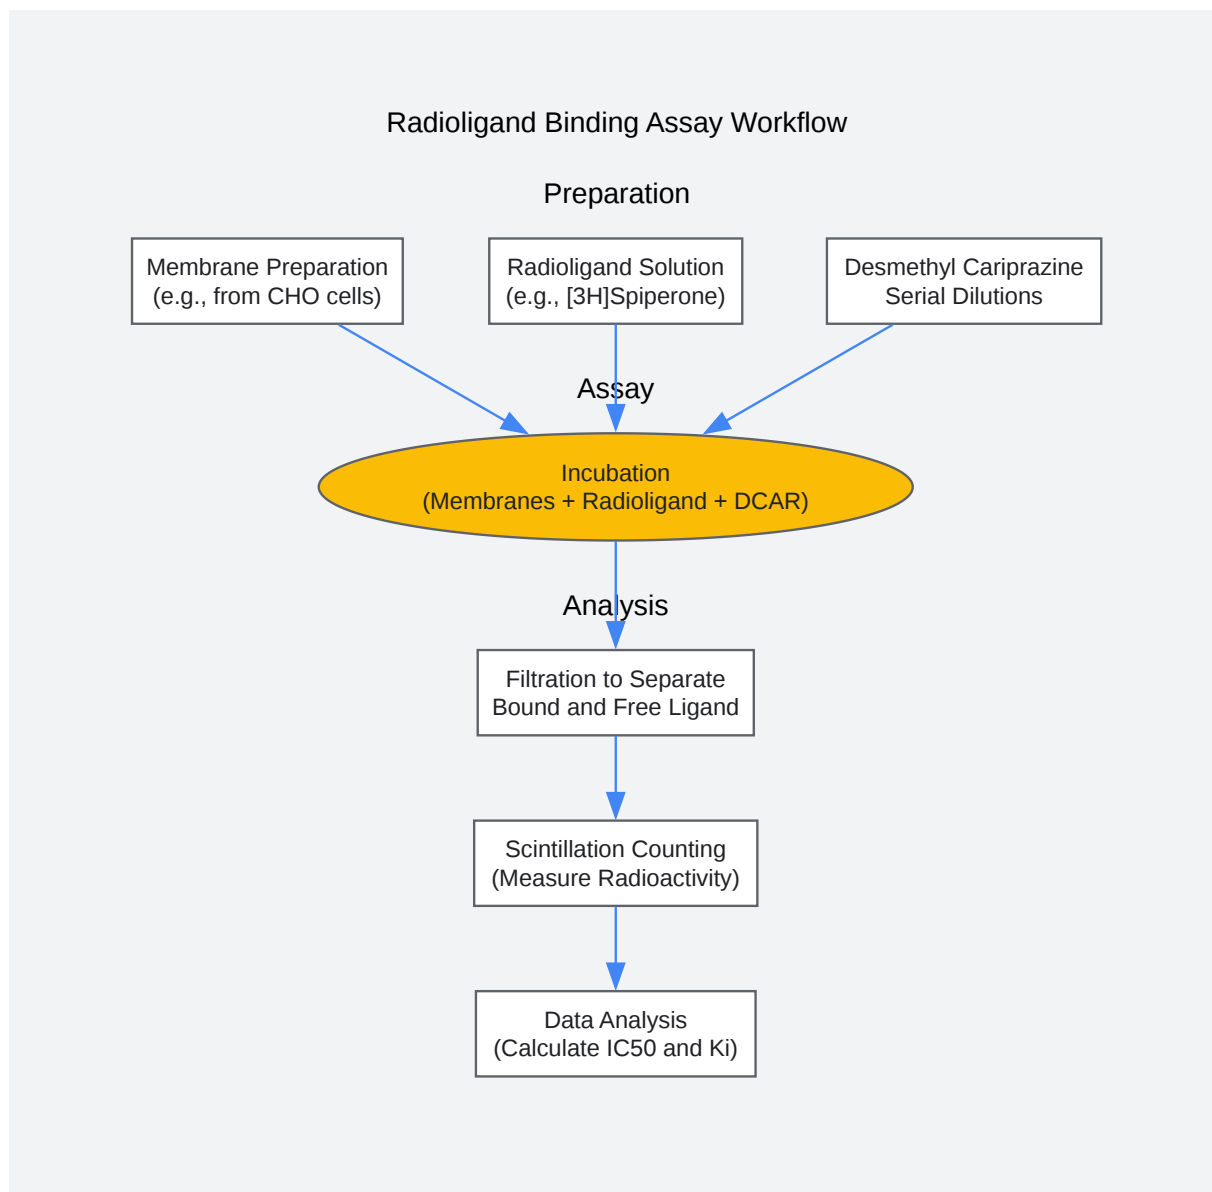 Radioligand Binding Assay Workflow
Preparation
Membrane Preparation
(e.g., from CHO cells)
Radioligand Solution
(e.g., [3H]Spiperone)
Desmethyl Cariprazine
Serial Dilutions
Assay
Incubation
(Membranes + Radioligand + DCAR)
Analysis
Filtration to Separate
Bound and Free Ligand
Scintillation Counting
(Measure Radioactivity)
Data Analysis
(Calculate IC50 and Ki)